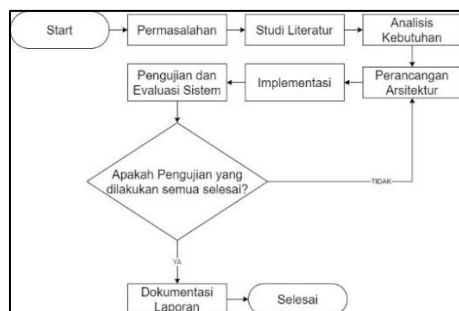 Start
Permasalahan
Studi Literatur
Analisis
Kebutuhan
Pengujian dan
Evaluasi Sistem
Implementasi
Perancangan
Arsitektur
Apakah Pengujian yang
dilakukan semua selesai?
TIDAK
YA
Dokumentasi
Laporan
Selesai